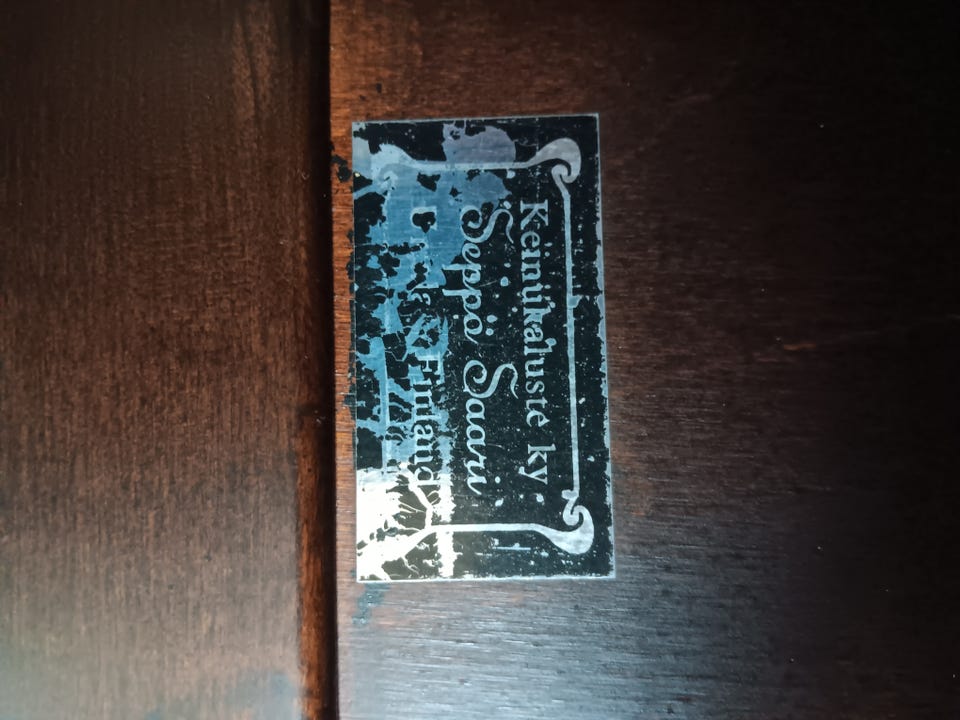 Keinukaluste ky
Seppo Saari
Finland